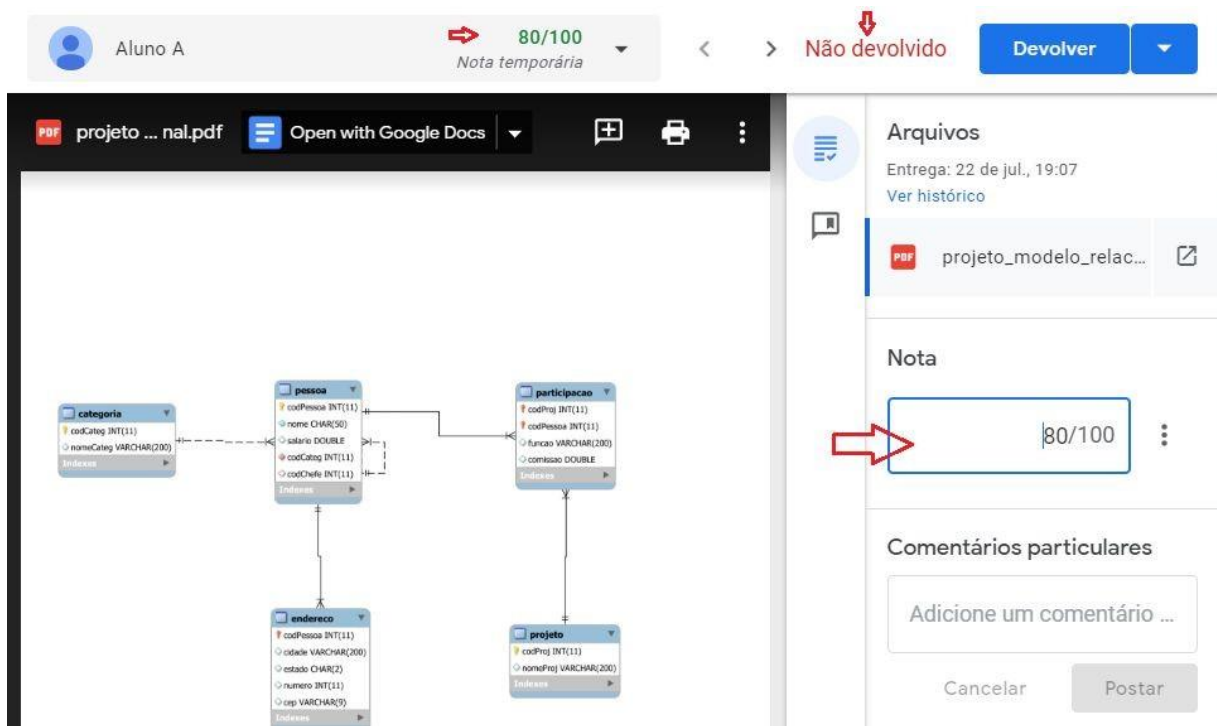 Aluno A
80/100
Nota temporária
Não devolvido
Devolver
PDF projeto ... nal.pdf
Open with Google Docs
Arquivos
Entrega: 22 de jul., 19:07
Ver histórico
PDF projeto_modelo_relac...
Nota
80/100
Comentários particulares
Adicione um comentário ...
Cancelar
Postar
categoria
codCateg INT(11)
nomeCateg VARCHAR(200)
Indexes
pessoa
codPessoa INT(11)
nome CHAR(50)
salario DOUBLE
codCateg INT(11)
codChefe INT(11)
Indexes
participacao
codProj INT(11)
codPessoa INT(11)
funcao VARCHAR(200)
comissao DOUBLE
Indexes
endereco
codPessoa INT(11)
cidade VARCHAR(200)
estado CHAR(2)
numero INT(11)
cep VARCHAR(9)
Indexes
projeto
codProj INT(11)
nomeProj VARCHAR(200)
Indexes